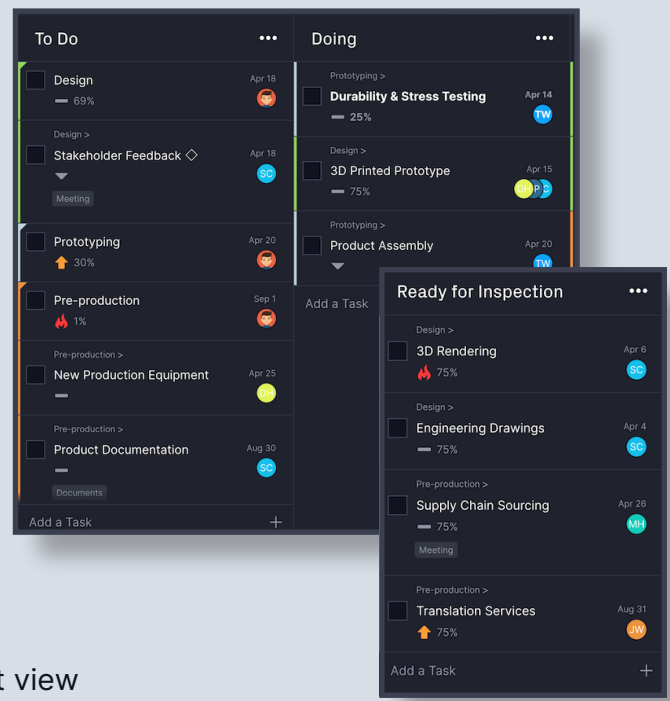 To Do
Design
Apr 18
69%
Design >
Stakeholder Feedback
Apr 18
SC
Meeting
Prototyping
Apr 20
30%
Pre-production
Sep 1
1%
Pre-production >
New Production Equipment
Apr 25
DH
Pre-production >
Product Documentation
Aug 30
SC
Documents
Add a Task
Doing
Prototyping >
Durability & Stress Testing
Apr 14
25%
TW
Design >
3D Printed Prototype
Apr 15
75%
DH P C
Prototyping >
Product Assembly
Apr 20
TW
Add a Task
Ready for Inspection
Design >
3D Rendering
Apr 6
75%
SC
Design >
Engineering Drawings
Apr 4
75%
SC
Pre-production >
Supply Chain Sourcing
Apr 26
75%
MH
Meeting
Pre-production >
Translation Services
Aug 31
75%
JW
Add a Task
view